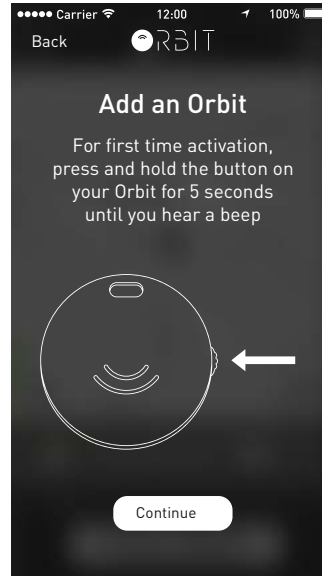 Carrier 12:00 100%
Back ORBIT
Add an Orbit
For first time activation,
press and hold the button on
your Orbit for 5 seconds
until you hear a beep
Continue